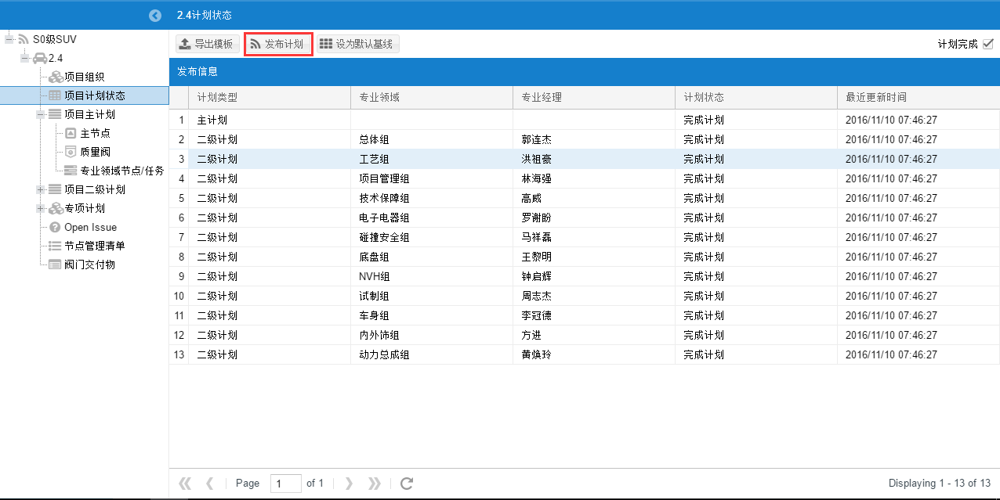 2.4计划状态
S0级SUV
2.4
项目组织
项目计划状态
项目主计划
主节点
质量阀
专业领域节点/任务
项目二级计划
专项计划
Open Issue
节点管理清单
阀门交付物
导出模板 发布计划 设为默认基线 计划完成
发布信息
计划类型 专业领域 专业经理 计划状态 最近更新时间
1 主计划 完成计划 2016/11/10 07:46:27
2 二级计划 总体组 郭连杰 完成计划 2016/11/10 07:46:27
3 二级计划 工艺组 洪祖豪 完成计划 2016/11/10 07:46:27
4 二级计划 项目管理组 林海强 完成计划 2016/11/10 07:46:27
5 二级计划 技术保障组 高威 完成计划 2016/11/10 07:46:27
6 二级计划 电子电器组 罗谢盼 完成计划 2016/11/10 07:46:27
7 二级计划 碰撞安全组 马祥磊 完成计划 2016/11/10 07:46:27
8 二级计划 底盘组 王黎明 完成计划 2016/11/10 07:46:27
9 二级计划 NVH组 钟启辉 完成计划 2016/11/10 07:46:27
10 二级计划 试制组 周志杰 完成计划 2016/11/10 07:46:27
11 二级计划 车身组 李冠德 完成计划 2016/11/10 07:46:27
12 二级计划 内外饰组 方进 完成计划 2016/11/10 07:46:27
13 二级计划 动力总成组 黄焕玲 完成计划 2016/11/10 07:46:27
Page 1 of 1 Displaying 1 - 13 of 13